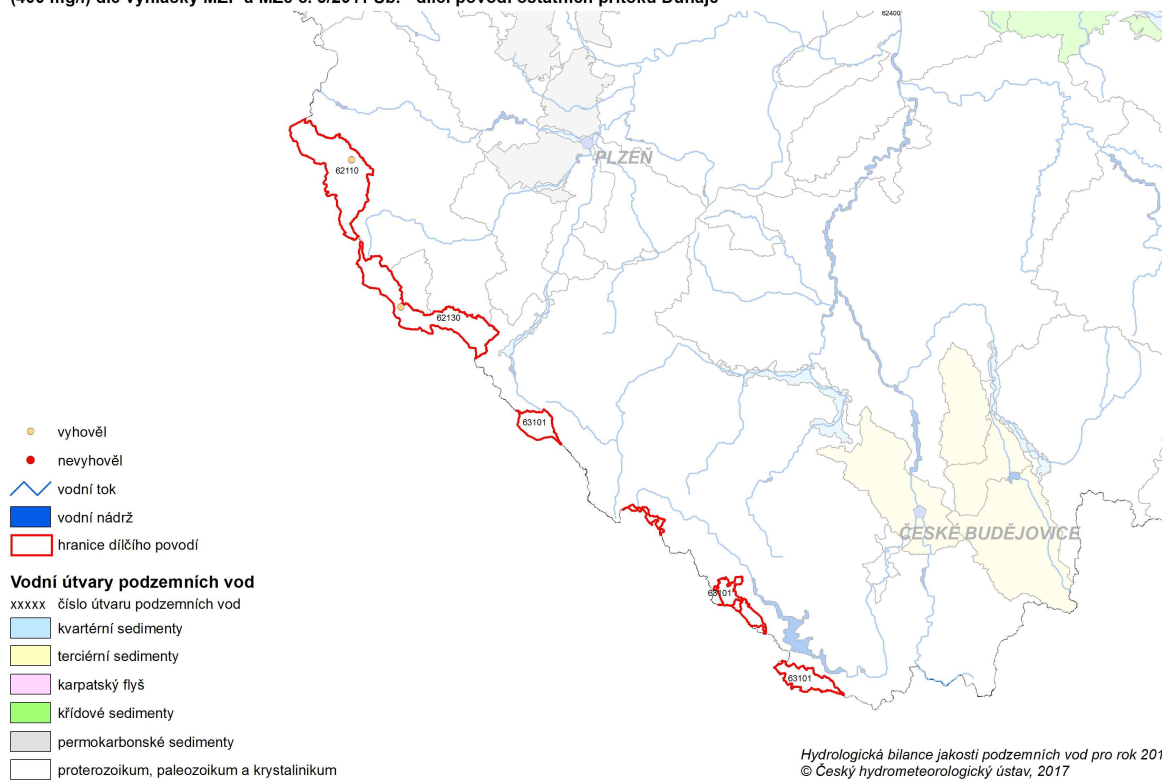 62400
PLZEŇ
62110
62130
63101
ČESKÉ BUDĚJOVICE
63101
63101
vyhověl
nevyhověl
vodní tok
vodní nádrž
hranice dílčího povodí
Vodní útvary podzemních vod
xxxxx číslo útvaru podzemních vod
kvartérní sedimenty
terciérní sedimenty
karpatský flyš
křídové sedimenty
permokarbonské sedimenty
proterozoikum, paleozoikum a krystalinikum
Hydrologická bilance jakosti podzemních vod pro rok 201
© Český hydrometeorologický ústav, 2017